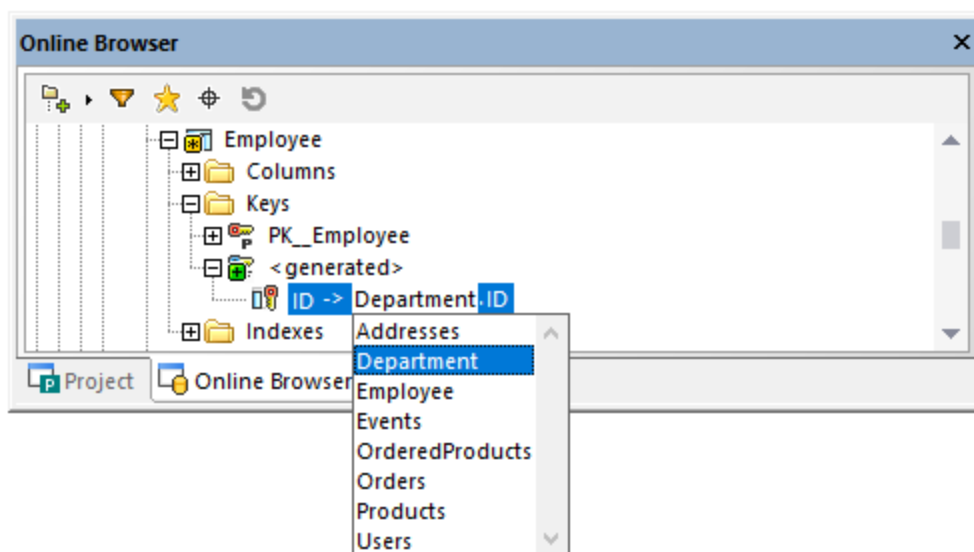 Online Browser
Employee
Columns
Keys
P PK__Employee
<generated>
ID -> Department.ID
Indexes
Addresses
Department
P Project
Online Browser
Employee
Events
OrderedProducts
Orders
Products
Users